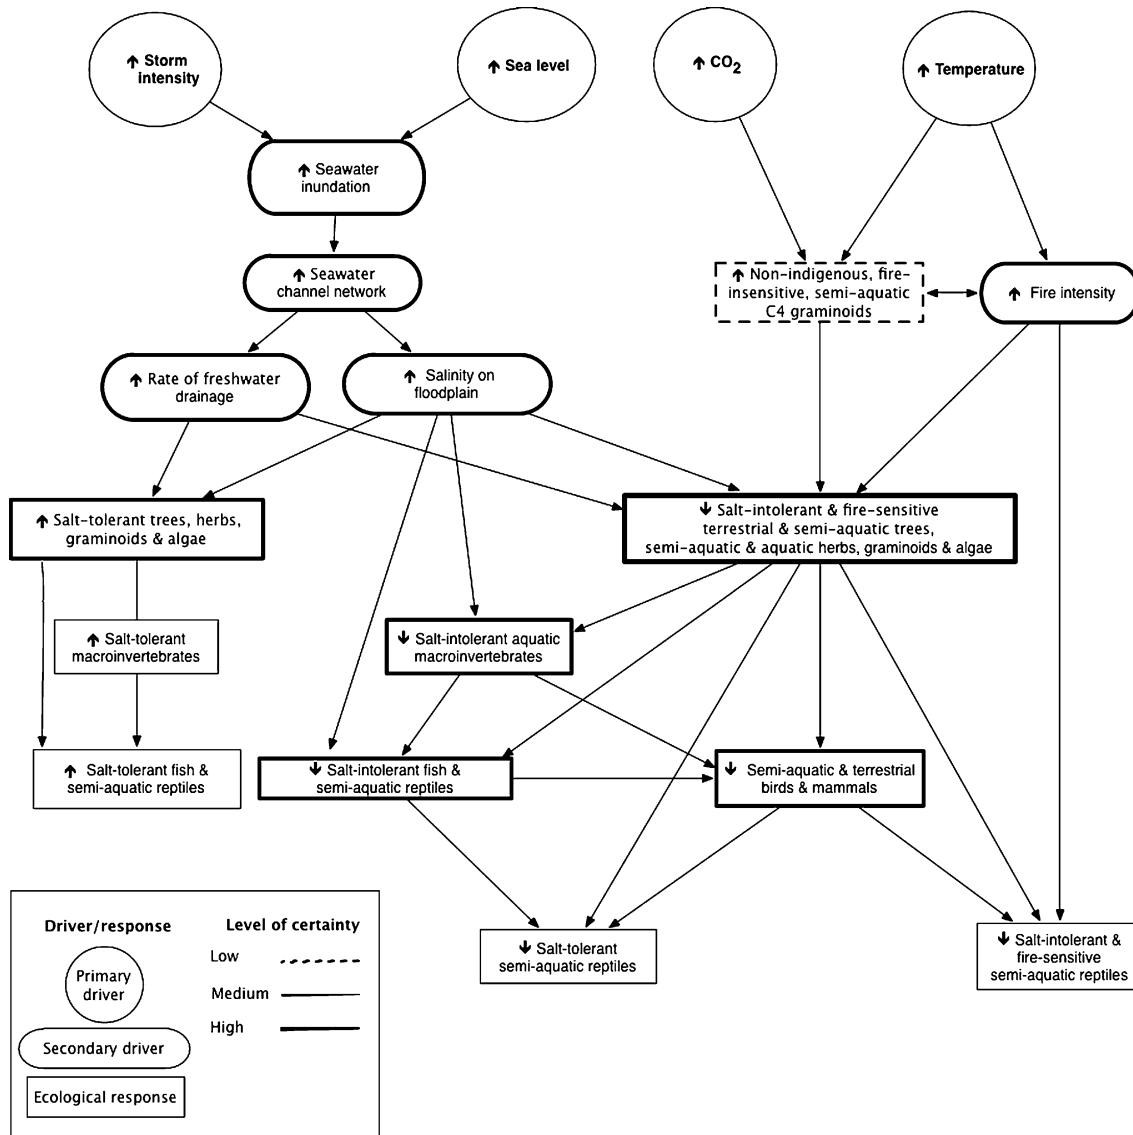 ↑ Storm
intensity
↑ Sea level
↑ CO2
↑ Temperature
↑ Seawater
inundation
↑ Seawater
channel network
↑ Non-indigenous, fire-
insensitive, semi-aquatic
C4 graminoids
↑ Fire intensity
↑ Rate of freshwater
drainage
↑ Salinity on
floodplain
↑ Salt-tolerant trees, herbs,
graminoids & algae
↓ Salt-intolerant & fire-sensitive
terrestrial & semi-aquatic trees,
semi-aquatic & aquatic herbs, graminoids & algae
↑ Salt-tolerant
macroinvertebrates
↓ Salt-intolerant aquatic
macroinvertebrates
↑ Salt-tolerant fish &
semi-aquatic reptiles
↓ Salt-intolerant fish &
semi-aquatic reptiles
↓ Semi-aquatic & terrestrial
birds & mammals
↓ Salt-tolerant
semi-aquatic reptiles
↓ Salt-intolerant &
fire-sensitive
semi-aquatic reptiles
Driver/response
Primary
driver
Secondary driver
Ecological response
Level of certainty
Low
Medium
High